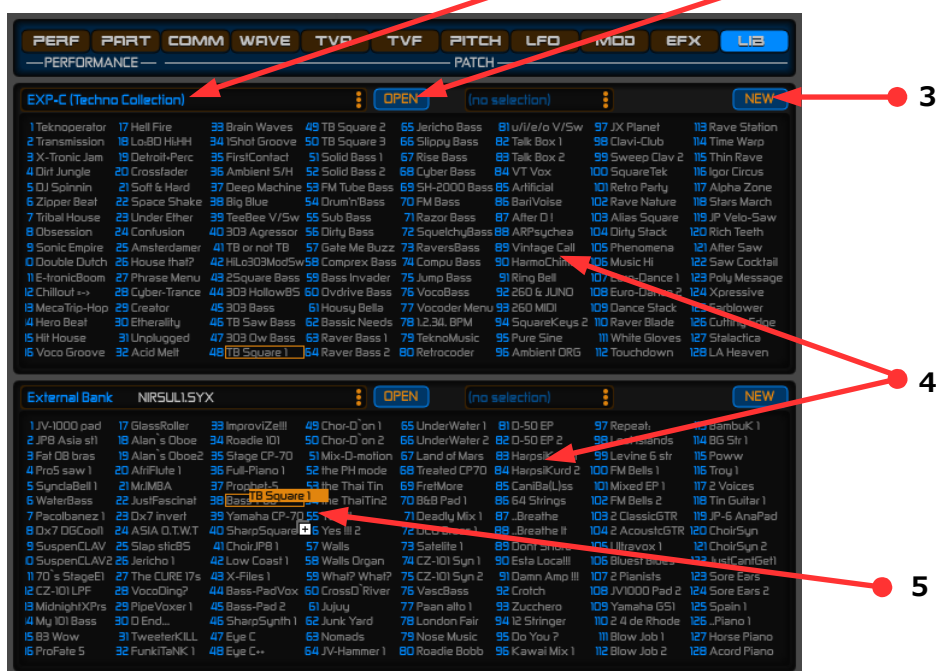 PERF PART COMM WAVE TVA TVF PITCH LFO MOD EFX LIB
PERFORMANCE PATCH
EXP-C (Techno Collection) OPEN (no selection) NEW 3
1 Teknoperator 17 Hell Fire 33 Brain Waves 49 TB Square 2 65 Jericho Bass 81 u/i/e/o V/Sw 97 JX Planet 113 Rave Station
2 Transmission 18 Lo:BD Hi:HH 34 1Shot Groove 50 TB Square 3 66 Slippy Bass 82 Talk Box 1 98 Clavi-Club 114 Time Warp
3 X-Tronic Jam 19 Detroit+Perc 35 FirstContact 51 Solid Bass 1 67 Rise Bass 83 Talk Box 2 99 Sweep Clav 2 115 Thin Rave
4 Dirt Jungle 20 Crossfader 36 Ambient S/H 52 Solid Bass 2 68 Cyber Bass 84 VT Vox 100 SquareTek 116 Igor Circus
5 DJ Spinnin 21 Soft & Hard 37 Deep Machine 53 FM Tube Bass 69 SH-2000 Bass 85 Artificial 101 Retro Party 117 Alpha Zone
6 Zipper Beat 22 Space Shake 38 Big Blue 54 Drum'n'Bass 70 FM Bass 86 BariVoise 102 Rave Nature 118 Stars Heart
7 Tribal House 23 Under Ether 39 TeeBee V/Sw 55 Sub Bass 71 Razor Bass 87 After D ! 103 Alias Square 119 JP Velo-Saw
8 Obsession 24 Confusion 40 303 Agressor 56 Dirty Bass 72 SquelchyBass 88 ARPsychea 104 Dirty Stack 120 Rich Teeth
9 Sonic Empire 25 Amsterdamer 41 TB or not TB 57 Gate Me Buzz 73 RaversBass 89 Vintage Call 105 Phenomena 121 After Saw
10 Double Dutch 26 House that? 42 HiLo303ModSw 58 Comprex Bass 74 Compu Bass 90 HarmoChim 106 Music Hi 122 Saw Cocktail
11 E-tronicBoom 27 Phrase Menu 43 2Square Bass 59 Bass Invader 75 Jump Bass 91 Ring Bell 107 Euro-Dance 1 123 Poly Message
12 Chillout =-> 28 Cyber-Trance 44 303 HollowBS 60 Ovdrive Bass 76 VocoBass 92 260 & JUNO 108 Euro-Dance 2 124 Xpressive
13 MecaTrip-Hop 29 Creator 45 303 Bass 61 Housy Bella 77 Vocoder Menu 93 260 MIDI 109 Dance Stack 125 Earblower
14 Hero Beat 30 Etherality 46 TB Saw Bass 62 Bassic Needs 78 1.2.34. BPM 94 SquareKeys 2 110 Raver Blade 126 Cutting Edge
15 Hit House 31 Unplugged 47 303 Ow Bass 63 Raver Bass 1 79 TeknoMusic 95 Pure Sine 111 White Gloves 127 Stalactica
16 Voco Groove 32 Acid Melt 48 TB Square 1 64 Raver Bass 2 80 Retrocoder 96 Ambient ORG 112 Touchdown 128 LA Heaven
4
External Bank NIRSUL1.SYX OPEN (no selection) NEW
1 JV-1000 pad 17 GlassRoller 33 ImproviZe!!! 49 Chor-D`on 1 65 UnderWater 1 81 D-50 EP 97 Repeat: 113 BambuK 1
2 JP8 Asia st1 18 Alan`s Oboe 34 Roadie 101 50 Chor-D`on 2 66 UnderWater 2 82 D-50 EP 2 98 Islands 114 BG Str 1
3 Fat OB bras 19 Alan`s Oboe2 35 Stage CP-70 51 Mix-D-motion 67 Land of Mars 83 99 Levine 6 str 115 Poww
4 Pro5 saw 1 20 AfriFlute 1 36 Full-Piano 1 52 the PH mode 68 Treated CP70 84 HarpsiKurd 2 100 FM Bells 1 116 Troy 1
5 SynclaBell 1 21 Mr.IMBA 37 Prophet-5 53 the Thai Tin 69 FretMore 85 CaniBa(L)ss 101 Mixed EP 1 117 2 Voices
6 WaterBass 22 JustFascinat 38 TB Square 1 the ThaiTin2 70 B&B Pad 1 86 64 Strings 102 FM Bells 2 118 Tin Guitar 1
7 Pacolbanez 1 23 Dx7 invert 39 Yamaha CP-70 55 71 Deadly Mix 1 87 ..Breathe 103 2 ClassicGTR 119 JP-6 AnaPad
8 Dx7 DGCool1 24 ASIA O.T.W.T 40 SharpSquare 56 Yes !!! 2 72 88 ..Breathe It 104 2 AcoustcGTR 120 ChoirSyn
9 SuspenCLAV 25 Slap sticBS 41 ChoirJP8 1 57 Walls 73 Satelite 1 89 Dont Shure 105 Ultravox 1 121 ChoirSyn 2
10 SuspenCLAV2 26 Jericho 1 42 Low Coast 1 58 Walls Organ 74 CZ-101 Syn 1 90 Esta Local!!! 106 Bluest Blues 122 JustCantGet1
11 70`s StageE1 27 The CURE 17s 43 X-Files 1 59 What? What? 75 CZ-101 Syn 2 91 Damn Amp !!! 107 2 Pianists 123 Sore Ears
12 CZ-101 LPF 28 VocoDing? 44 Bass-PadVox 60 CrossD`River 76 VascBass 92 Crotch 108 JV1000 Pad 2 124 Sore Ears 2
5
13 MidnightXPrs 29 PipeVoxer 1 45 Bass-Pad 2 61 Jujuy 77 Paan alto 1 93 Zucchero 109 Yamaha GS1 125 Spain 1
14 My 101 Bass 30 D End... 46 SharpSynth 1 62 Junk Yard 78 London Fair 94 12 Stringer 110 2 4 de Rhode 126 ..Piano 1
15 B3 Wow 31 TweeterKILL 47 Eye C 63 Nomads 79 Nose Music 95 Do You ? 111 Blow Job 1 127 Horse Piano
16 ProFate 5 32 FunkiTaNK 1 48 Eye C++ 64 JV-Hammer 1 80 Roadie Bobb 96 Kawai Mix 1 112 Blow Job 2 128 Acord Piano